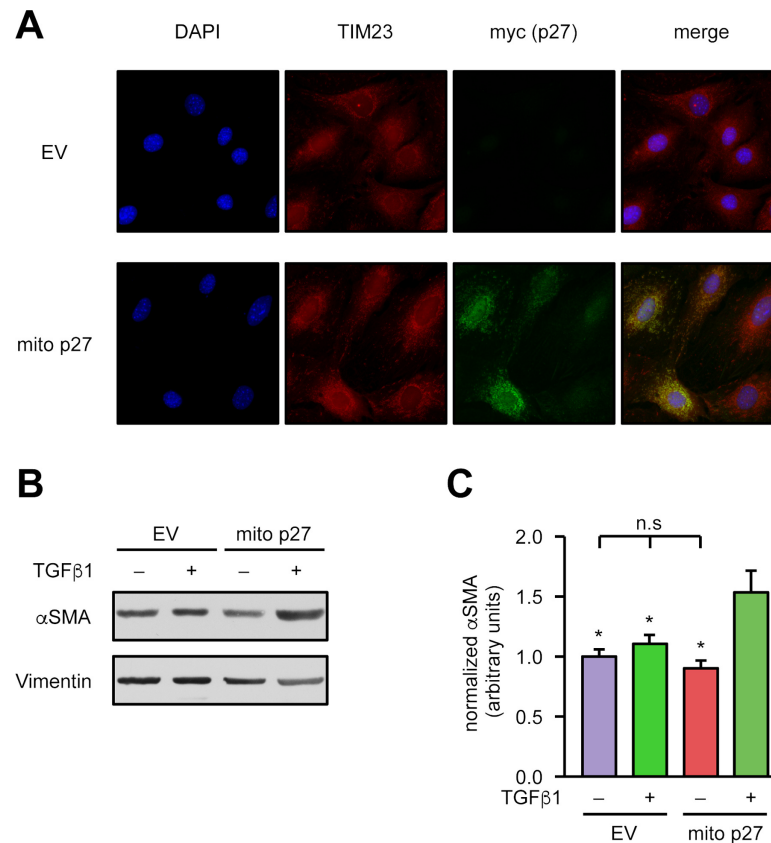 A
DAPI TIM23 myc (p27) merge
EV
mito p27
B
EV mito p27
TGFβ1 – + – +
αSMA
Vimentin
C
normalized αSMA
(arbitrary units)
2.0
1.5
1.0
0.5
0.0
n.s
* * *
TGFβ1 – + – +
EV mito p27